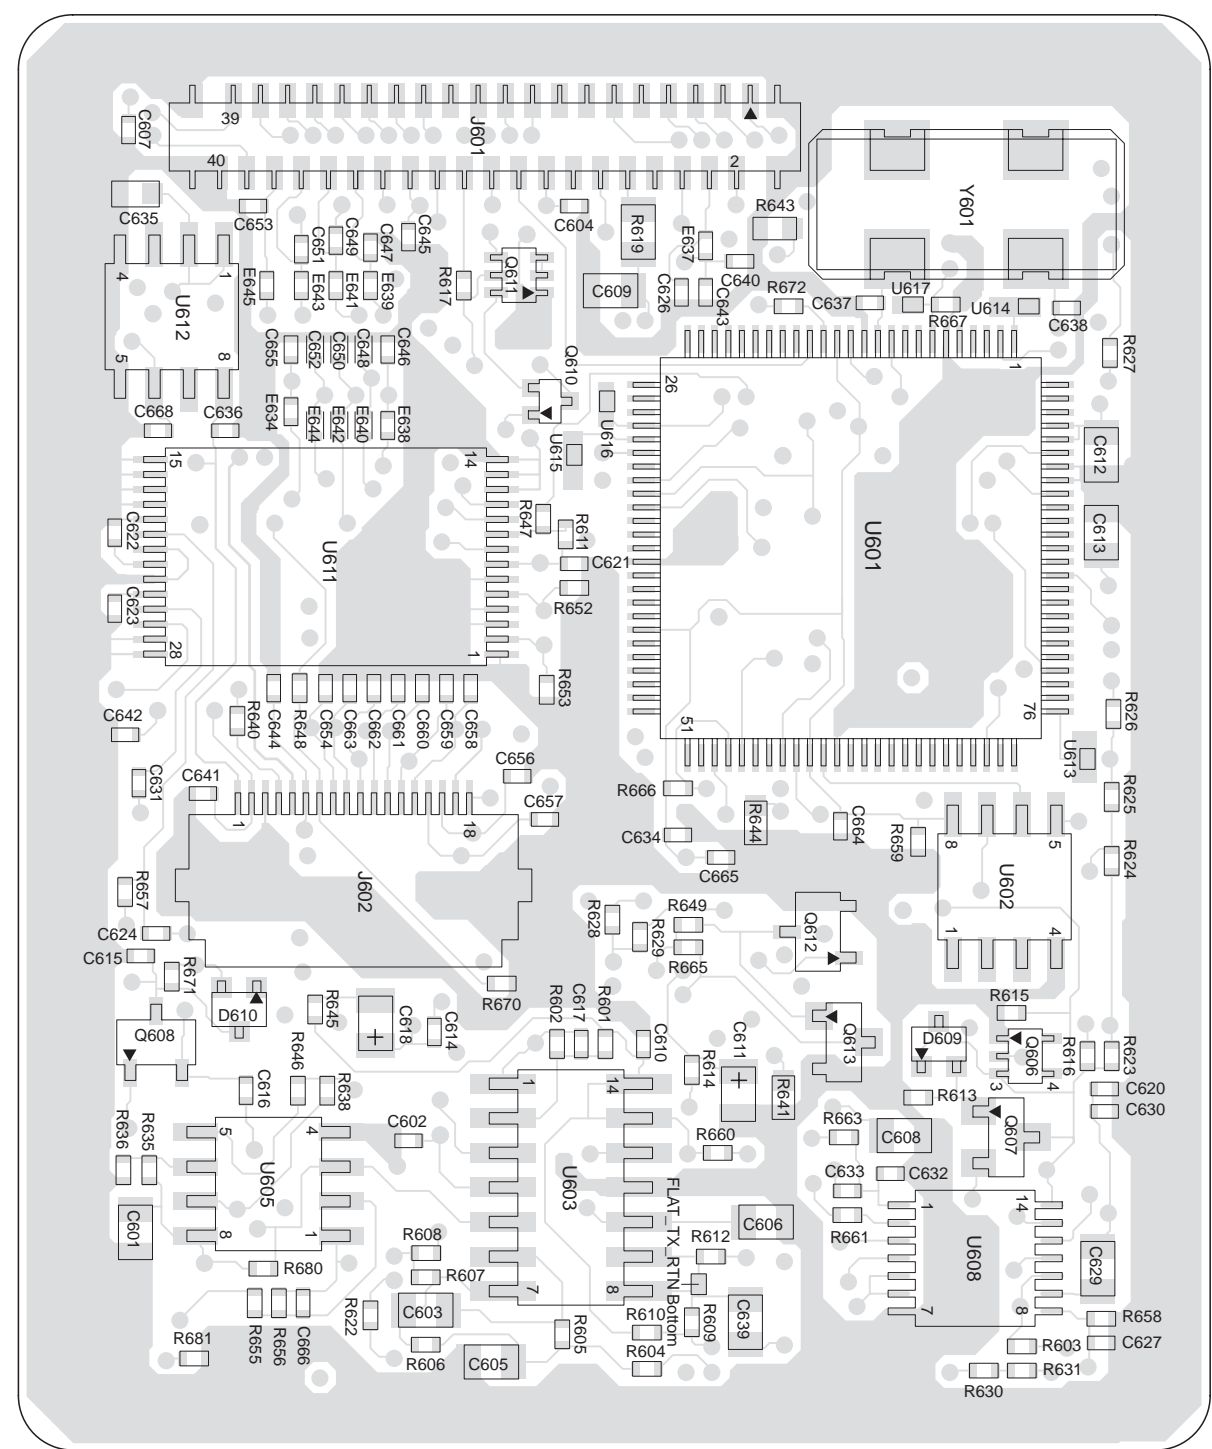 C607
39
J601
40
2
C635
C653
C604
R643
Y601
C651
C649
C647
C645
R619
E637
C640
4
1
U612
5
8
E645
E643
E641
E639
R617
Q611
C609
C626
C643
R672
C637
U617
R667
U614
C638
C655
C652
C650
C648
C646
Q610
26
1
R627
C668
C636
E634
E644
E642
E640
E638
U615
U616
C612
15
14
C622
U611
R647
R611
C621
R652
U601
C613
C623
28
1
R653
C642
R640
C644
R648
C654
C663
C662
C661
C660
C659
C658
51
76
R626
U613
C631
C641
C656
C657
R666
R644
C634
C665
C664
R659
R625
1
18
J602
8
5
U602
1
4
R624
R657
C624
C615
R671
R628
R629
R649
R665
Q612
R670
Q608
D610
R645
C618
C614
R602
C617
R601
C610
R614
C611
R641
Q613
D609
R615
Q606
3
4
R616
R623
R646
C616
R638
R613
C620
C630
R636
R635
C602
1
14
U603
7
8
R660
R663
C608
Q607
5
4
U605
8
1
C601
C633
C632
R661
FLAT_TX_RTN Bottom
C606
R612
1
14
U608
7
8
C629
R680
R608
R607
C603
R622
R606
C605
R605
R610
R604
R609
C639
R658
C627
R603
R631
R630
R681
R655
R656
C666